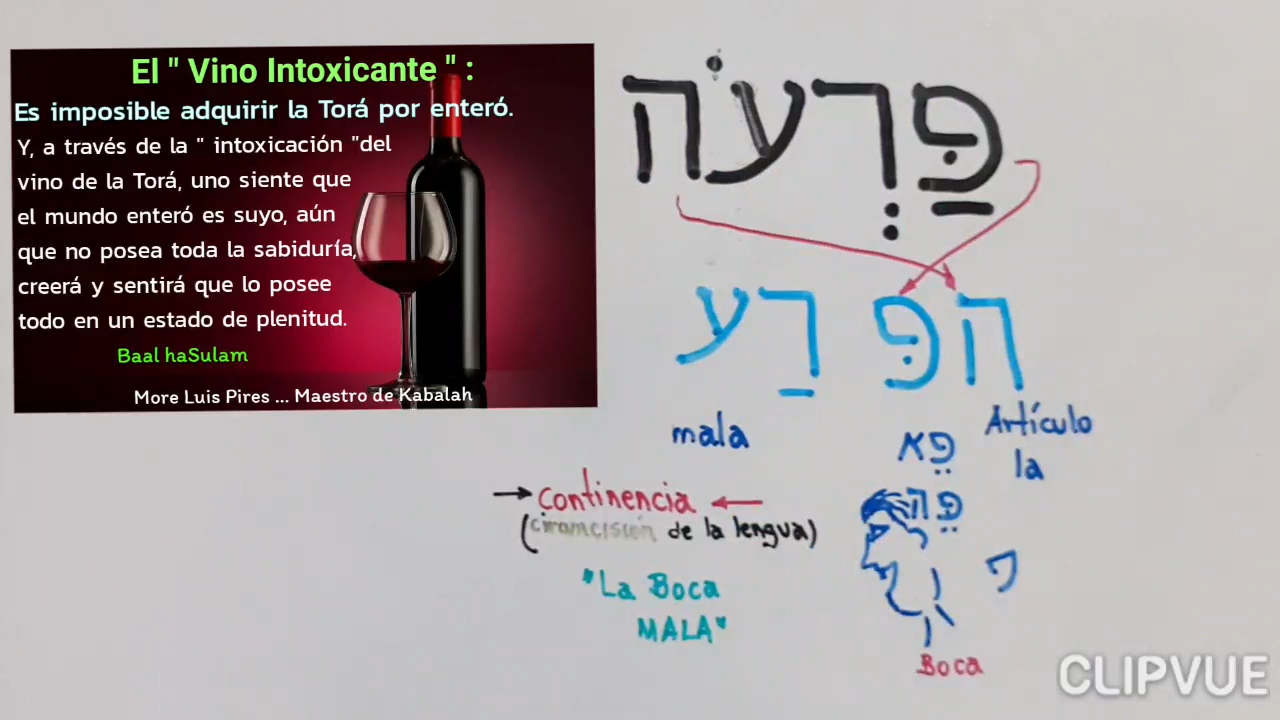 El " Vino Intoxicante " :
Es imposible adquirir la Torá por enteró.
Y, a través de la " intoxicación "del
vino de la Torá, uno siente que
el mundo enteró es suyo, aún
que no posea toda la sabiduría,
creerá y sentirá que lo posee
todo en un estado de plenitud.
Baal haSulam
More Luis Pires ... Maestro de Kabalah
פַּרְעֹה
הפִּ רַע
mala
פֵא
Artículo
la
continencia
פֵה
(circuncisión de la lengua)
"La Boca
MALA"
פ
Boca
CLIPVUE